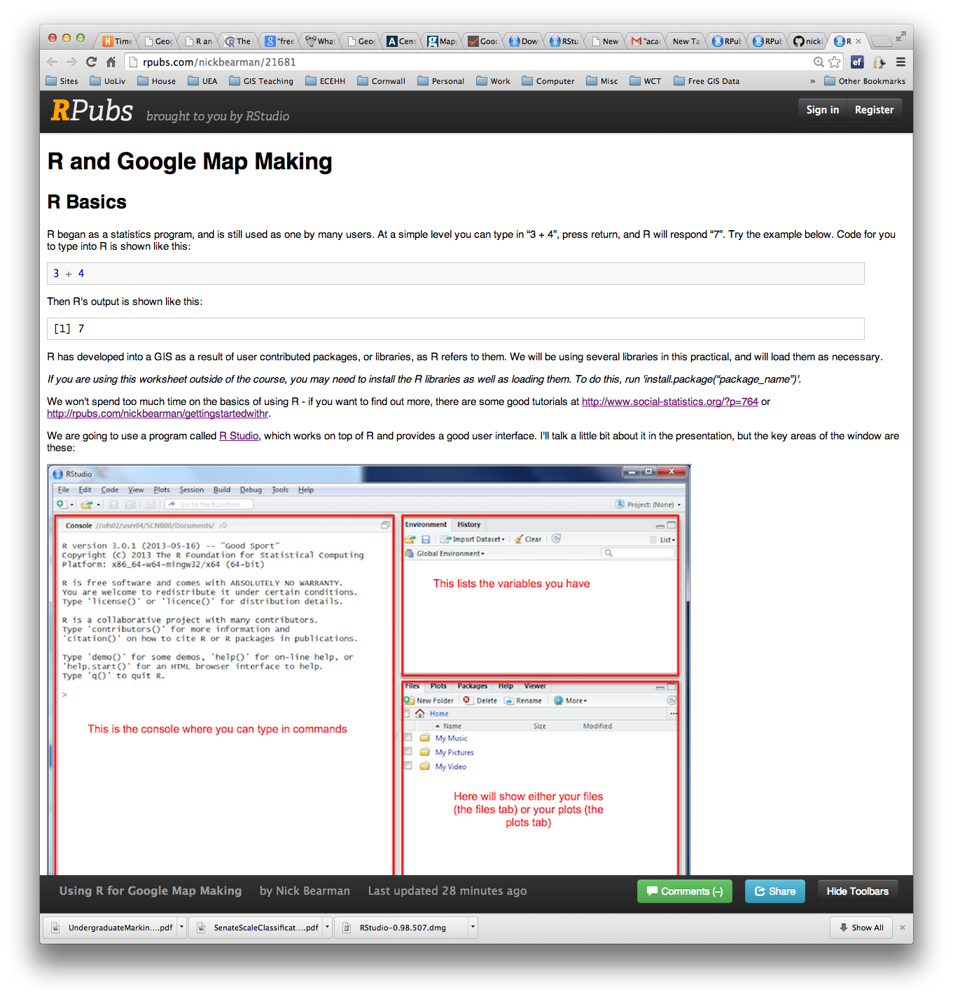 Time
Geog
R an
The
"free
What
Geog
Cens
Map
Good
Dow
RStu
New
"aca
New Ta
RPub
RPub
nick
R
rpubs.com/nickbearman/21681
Sites UoLiv House UEA GIS Teaching ECEHH Cornwall Personal Work Computer Misc WCT Free GIS Data » Other Bookmarks
RPubs brought to you by RStudio Sign in Register
R and Google Map Making
R Basics
R began as a statistics program, and is still used as one by many users. At a simple level you can type in “3 + 4”, press return, and R will respond “7”. Try the example below. Code for you
to type into R is shown like this:
3 + 4
Then R's output is shown like this:
[1] 7
R has developed into a GIS as a result of user contributed packages, or libraries, as R refers to them. We will be using several libraries in this practical, and will load them as necessary.
If you are using this worksheet outside of the course, you may need to install the R libraries as well as loading them. To do this, run 'install.package(“package_name”)'.
We won't spend too much time on the basics of using R - if you want to find out more, there are some good tutorials at http://www.social-statistics.org/?p=764 or
http://rpubs.com/nickbearman/gettingstartedwithr.
We are going to use a program called R Studio, which works on top of R and provides a good user interface. I'll talk a little bit about it in the presentation, but the key areas of the window are
these:
RStudio
File Edit Code View Plots Session Build Debug Tools Help
Go to file/function Project: (None)
Console //ufs02/user04/SCNB00/Documents/
R version 3.0.1 (2013-05-16) -- "Good Sport"
Copyright (C) 2013 The R Foundation for Statistical Computing
Platform: x86_64-w64-mingw32/x64 (64-bit)
R is free software and comes with ABSOLUTELY NO WARRANTY.
You are welcome to redistribute it under certain conditions.
Type 'license()' or 'licence()' for distribution details.
R is a collaborative project with many contributors.
Type 'contributors()' for more information and
'citation()' on how to cite R or R packages in publications.
Type 'demo()' for some demos, 'help()' for on-line help, or
'help.start()' for an HTML browser interface to help.
Type 'q()' to quit R.
>
This is the console where you can type in commands
Environment History
Import Dataset Clear List
Global Environment
This lists the variables you have
Files Plots Packages Help Viewer
New Folder Delete Rename More
Home
Name Size Modified
My Music
My Pictures
My Video
Here will show either your files
(the files tab) or your plots (the
plots tab)
Using R for Google Map Making by Nick Bearman Last updated 28 minutes ago Comments (–) Share Hide Toolbars
UndergraduateMarkin....pdf SenateScaleClassificat....pdf RStudio-0.98.507.dmg Show All